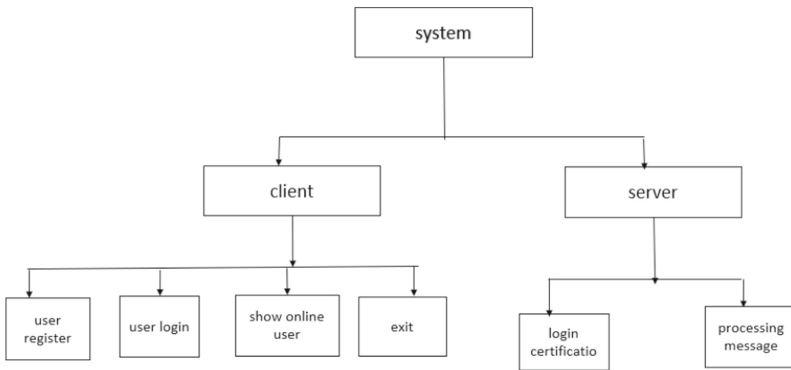 system
client
server
user
register
user login
show online
user
exit
login
certificatio
processing
message